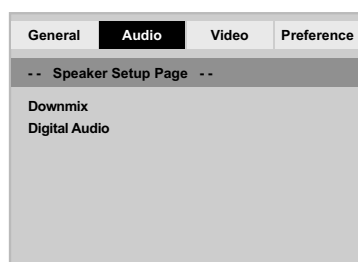 General Audio Video Preference
- - Speaker Setup Page - -
Downmix
Digital Audio